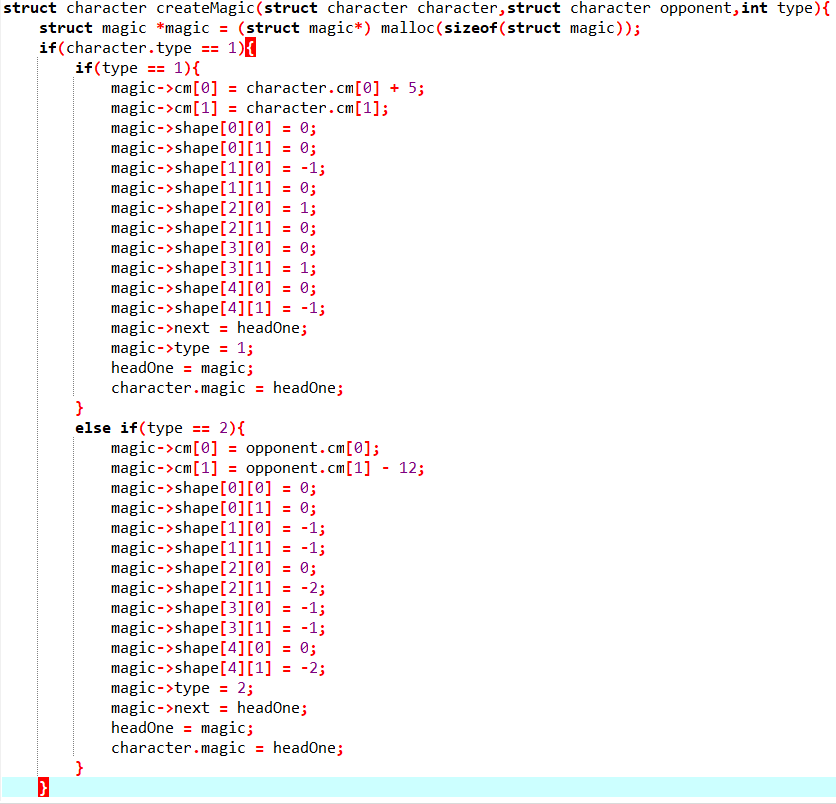 struct character createMagic(struct character character,struct character opponent,int type){
    struct magic *magic = (struct magic*) malloc(sizeof(struct magic));
    if(character.type == 1){
        if(type == 1){
            magic->cm[0] = character.cm[0] + 5;
            magic->cm[1] = character.cm[1];
            magic->shape[0][0] = 0;
            magic->shape[0][1] = 0;
            magic->shape[1][0] = -1;
            magic->shape[1][1] = 0;
            magic->shape[2][0] = 1;
            magic->shape[2][1] = 0;
            magic->shape[3][0] = 0;
            magic->shape[3][1] = 1;
            magic->shape[4][0] = 0;
            magic->shape[4][1] = -1;
            magic->next = headOne;
            magic->type = 1;
            headOne = magic;
            character.magic = headOne;
        }
        else if(type == 2){
            magic->cm[0] = opponent.cm[0];
            magic->cm[1] = opponent.cm[1] - 12;
            magic->shape[0][0] = 0;
            magic->shape[0][1] = 0;
            magic->shape[1][0] = -1;
            magic->shape[1][1] = -1;
            magic->shape[2][0] = 0;
            magic->shape[2][1] = -2;
            magic->shape[3][0] = -1;
            magic->shape[3][1] = -1;
            magic->shape[4][0] = 0;
            magic->shape[4][1] = -2;
            magic->type = 2;
            magic->next = headOne;
            headOne = magic;
            character.magic = headOne;
        }
    }